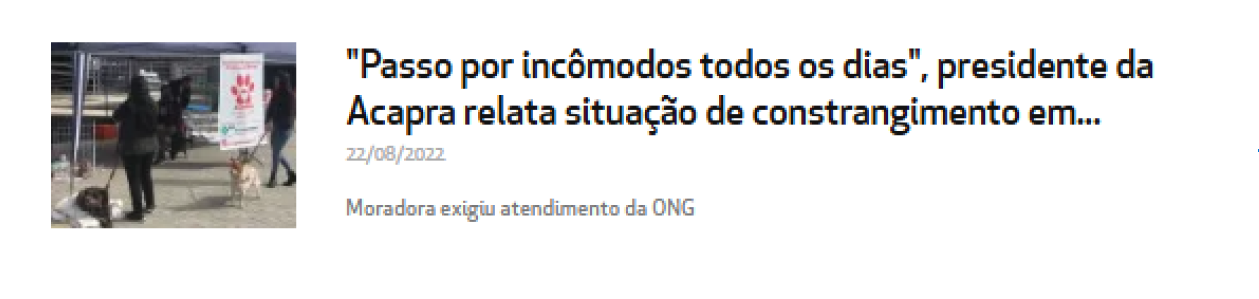 "Passo por incômodos todos os dias", presidente da
Acapra relata situação de constrangimento em...
22/08/2022
Moradora exigiu atendimento da ONG